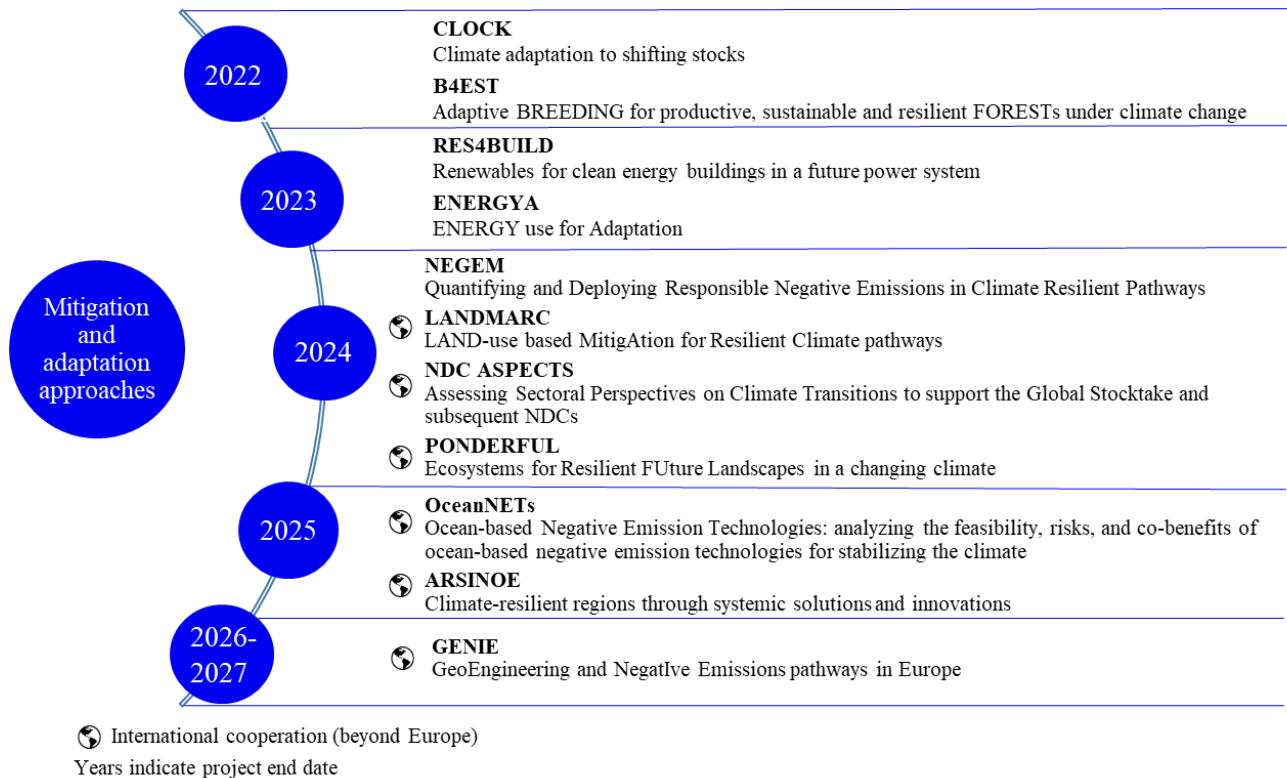 2022
CLOCK
Climate adaptation to shifting stocks
B4EST
Adaptive BREEDING for productive, sustainable and resilient FORESTs under climate change
2023
RES4BUILD
Renewables for clean energy buildings in a future power system
ENERGYA
ENERGY use for Adaptation
Mitigation
and
adaptation
approaches
2024
NEGEM
Quantifying and Deploying Responsible Negative Emissions in Climate Resilient Pathways
LANDMARC
LAND-use based MitigAtion for Resilient Climate pathways
NDC ASPECTS
Assessing Sectoral Perspectives on Climate Transitions to support the Global Stocktake and
subsequent NDCs
PONDERFUL
Ecosystems for Resilient FUture Landscapes in a changing climate
2025
OceanNETs
Ocean-based Negative Emission Technologies: analyzing the feasibility, risks, and co-benefits of
ocean-based negative emission technologies for stabilizing the climate
ARSINOE
Climate-resilient regions through systemic solutions and innovations
2026-
2027
GENIE
GeoEngineering and NegatIve Emissions pathways in Europe
International cooperation (beyond Europe)
Years indicate project end date